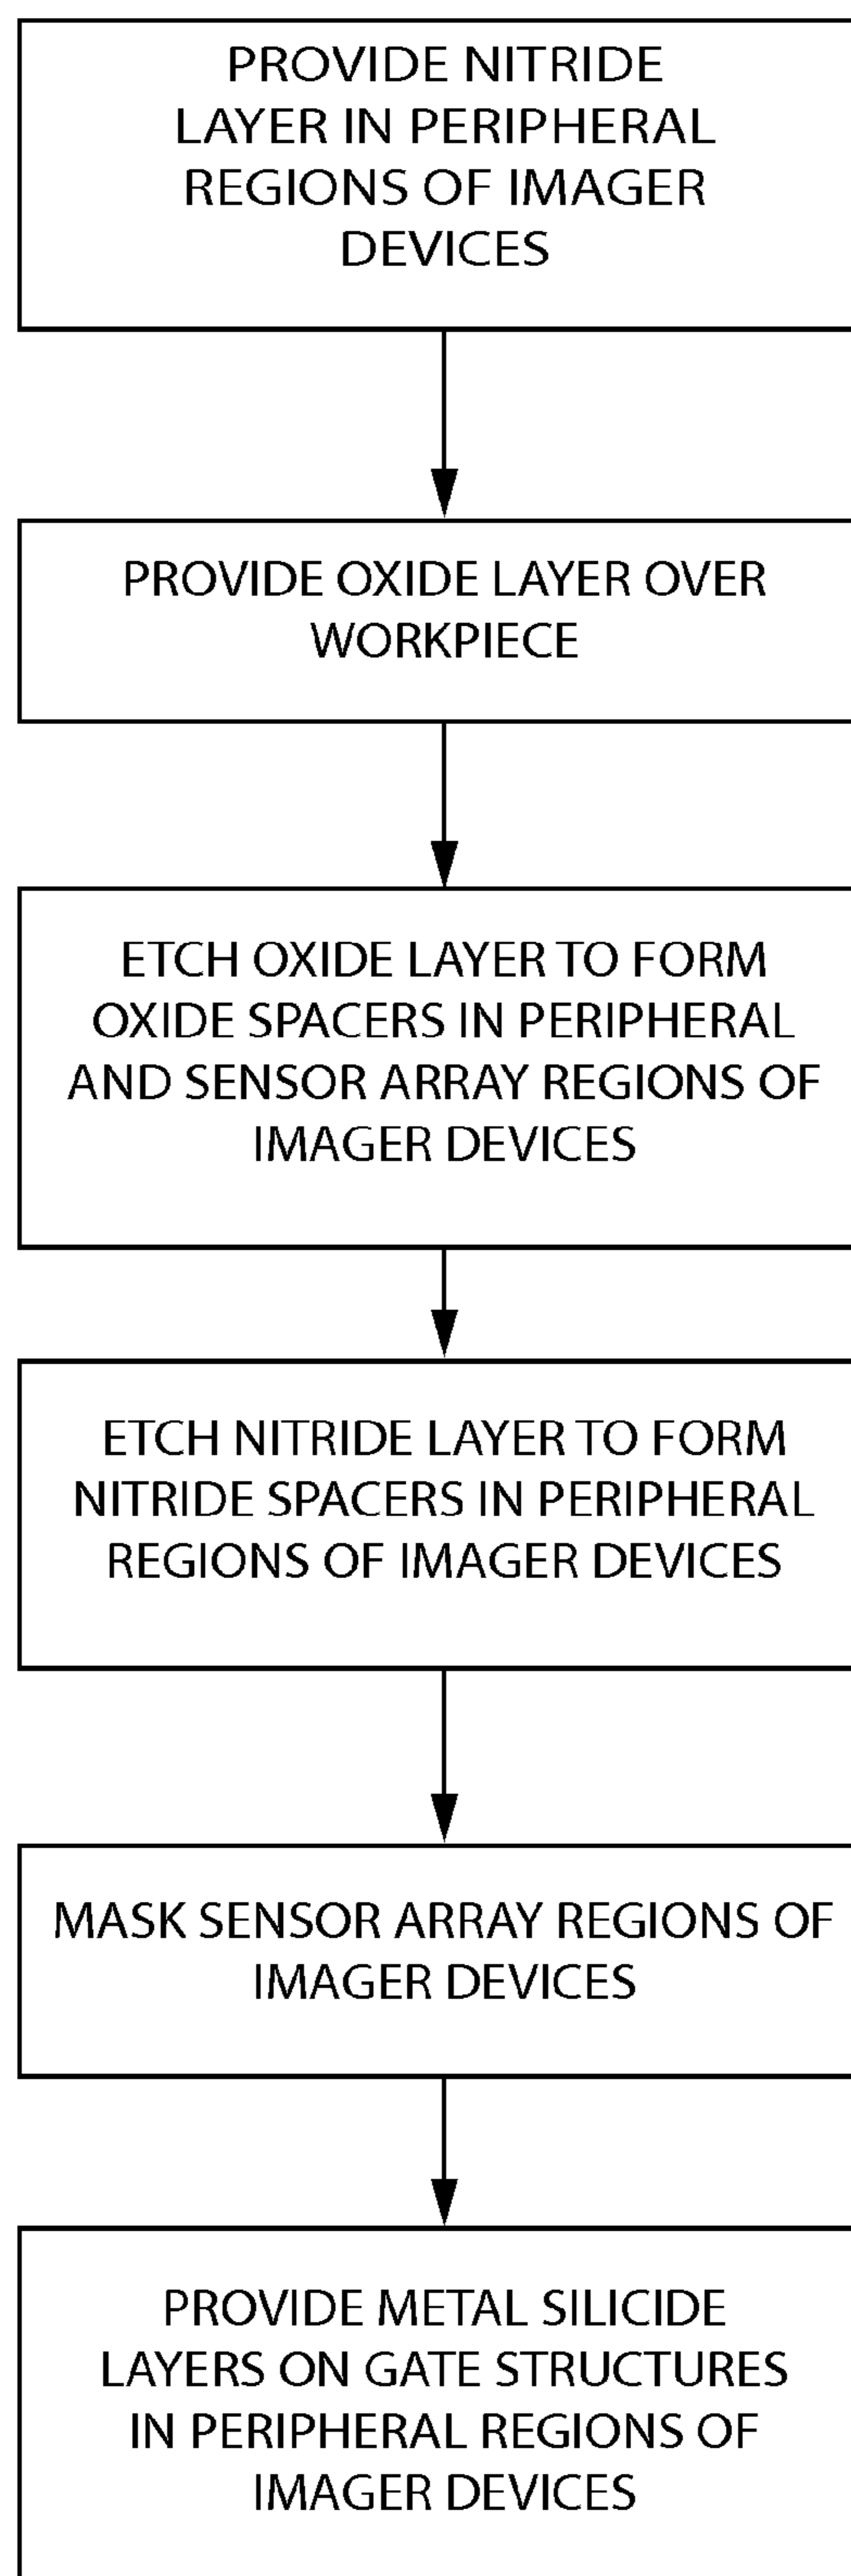 PROVIDE NITRIDE
LAYER IN PERIPHERAL
REGIONS OF IMAGER
DEVICES
PROVIDE OXIDE LAYER OVER
WORKPIECE
ETCH OXIDE LAYER TO FORM
OXIDE SPACERS IN PERIPHERAL
AND SENSOR ARRAY REGIONS OF
IMAGER DEVICES
ETCH NITRIDE LAYER TO FORM
NITRIDE SPACERS IN PERIPHERAL
REGIONS OF IMAGER DEVICES
MASK SENSOR ARRAY REGIONS OF
IMAGER DEVICES
PROVIDE METAL SILICIDE
LAYERS ON GATE STRUCTURES
IN PERIPHERAL REGIONS OF
IMAGER DEVICES